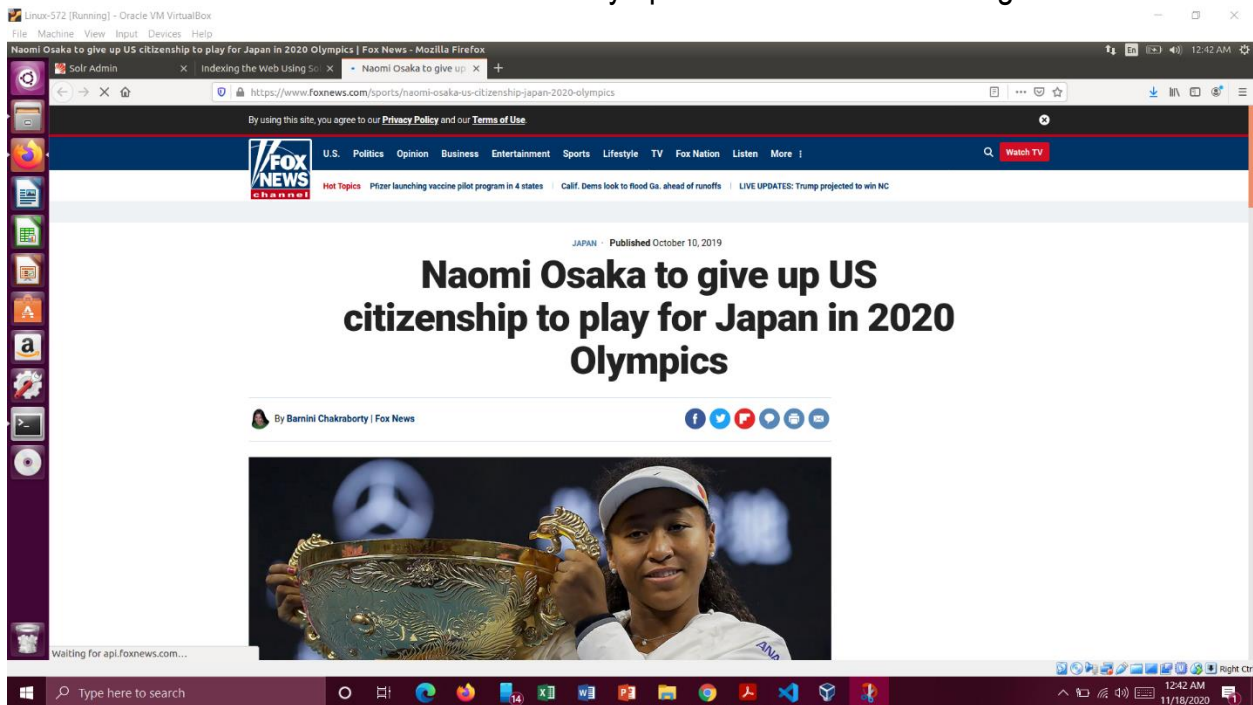 Linux-572 [Running] - Oracle VM VirtualBox
File Machine View Input Devices Help
Naomi Osaka to give up US citizenship to play for Japan in 2020 Olympics | Fox News - Mozilla Firefox
En 12:42 AM
Solr Admin × Indexing the Web Using Sol × Naomi Osaka to give up × +
https://www.foxnews.com/sports/naomi-osaka-us-citizenship-japan-2020-olympics
By using this site, you agree to our Privacy Policy and our Terms of Use.
FOX NEWS channel
U.S. Politics Opinion Business Entertainment Sports Lifestyle TV Fox Nation Listen More Watch TV
Hot Topics Pfizer launching vaccine pilot program in 4 states Calif. Dems look to flood Ga. ahead of runoffs LIVE UPDATES: Trump projected to win NC
JAPAN · Published October 10, 2019
Naomi Osaka to give up US
citizenship to play for Japan in 2020
Olympics
By Barnini Chakraborty | Fox News
Waiting for api.foxnews.com...
Right Ctr
Type here to search
14
12:42 AM
11/18/2020
1